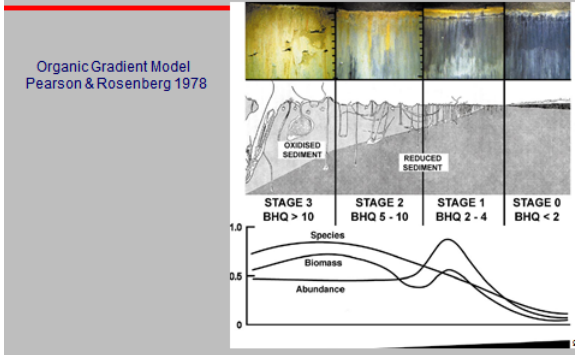 Organic Gradient Model
Pearson & Rosenberg 1978
OXIDISED
SEDIMENT
REDUCED
SEDIMENT
STAGE 3
BHQ > 10
STAGE 2
BHQ 5 - 10
STAGE 1
BHQ 2 - 4
STAGE 0
BHQ < 2
1.0
Species
Biomass
0.5
Abundance
0